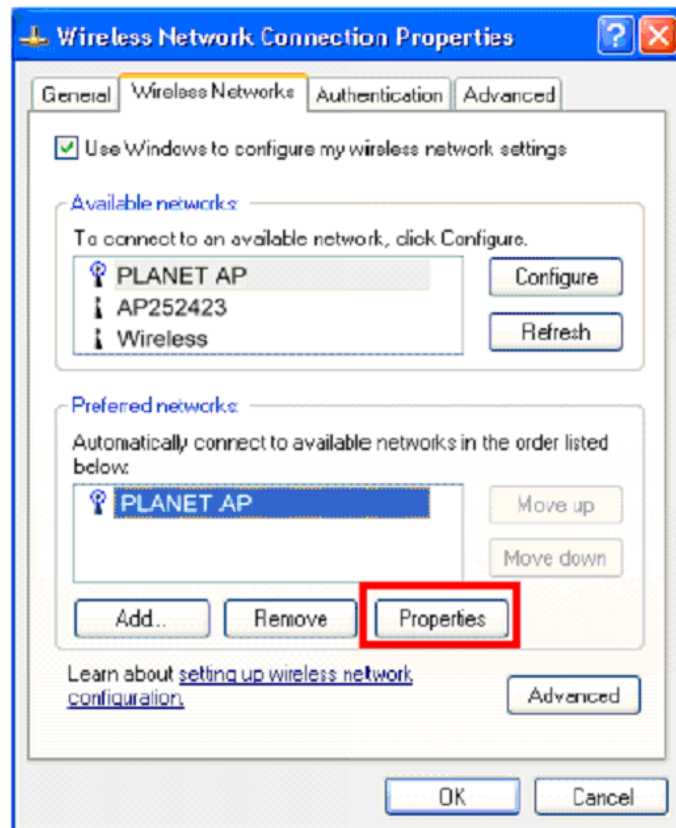 Wireless Network Connection Properties
General Wireless Networks Authentication Advanced
Use Windows to configure my wireless network settings
Available networks:
To connect to an available network, click Configure.
PLANET AP
AP252423
Wireless
Configure
Refresh
Preferred networks:
Automatically connect to available networks in the order listed
below:
PLANET AP
Move up
Move down
Add... Remove Properties
Learn about setting up wireless network
configuration.
Advanced
OK Cancel